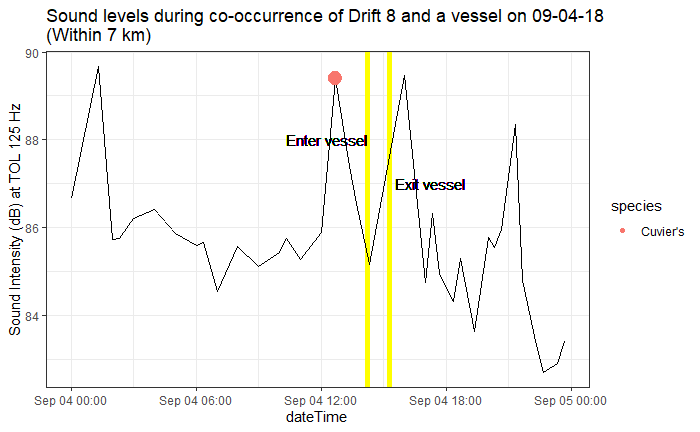 Sound levels during co-occurrence of Drift 8 and a vessel on 09-04-18
(Within 7 km)
Sound Intensity (dB) at TOL 125 Hz
90
88
86
84
Enter vessel
Exit vessel
species
Cuvier's
Sep 04 00:00
Sep 04 06:00
Sep 04 12:00
Sep 04 18:00
Sep 05 00:00
dateTime